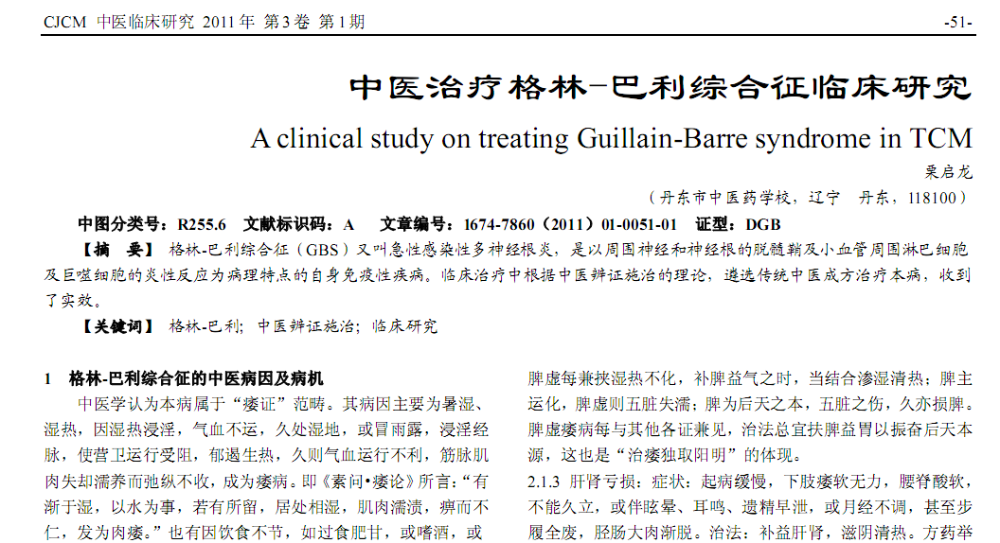 CJCM 中医临床研究 2011年 第3卷 第1期 -51-
中医治疗格林-巴利综合征临床研究
A clinical study on treating Guillain-Barre syndrome in TCM
栗启龙
（丹东市中医药学校，辽宁 丹东，118100）
中图分类号：R255.6 文献标识码：A 文章编号：1674-7860（2011）01-0051-01 证型：DGB
【摘 要】 格林-巴利综合征（GBS）又叫急性感染性多神经根炎，是以周围神经和神经根的脱髓鞘及小血管周围淋巴细胞
及巨噬细胞的炎性反应为病理特点的自身免疫性疾病。临床治疗中根据中医辨证施治的理论，遴选传统中医成方治疗本病，收到
了实效。
【关键词】 格林-巴利；中医辨证施治；临床研究
1 格林-巴利综合征的中医病因及病机
中医学认为本病属于“痿证”范畴。其病因主要为暑湿、
湿热，因湿热浸淫，气血不运，久处湿地，或冒雨露，浸淫经
脉，使营卫运行受阻，郁遏生热，久则气血运行不利，筋脉肌
肉失却濡养而弛纵不收，成为痿病。即《素问•痿论》所言：“有
渐于湿，以水为事，若有所留，居处相湿，肌肉濡渍，痹而不
仁，发为肉痿。”也有因饮食不节，如过食肥甘，或嗜酒，或
脾虚每兼挟湿热不化，补脾益气之时，当结合渗湿清热；脾主
运化，脾虚则五脏失濡；脾为后天之本，五脏之伤，久亦损脾。
脾虚痿病每与其他各证兼见，治法总宜扶脾益胃以振奋后天本
源，这也是“治痿独取阳明”的体现。
2.1.3 肝肾亏损：症状：起病缓慢，下肢痿软无力，腰脊酸软，
不能久立，或伴眩晕、耳鸣、遗精早泄，或月经不调，甚至步
履全废，胫肠大肉渐脱。治法：补益肝肾，滋阴清热。方药举